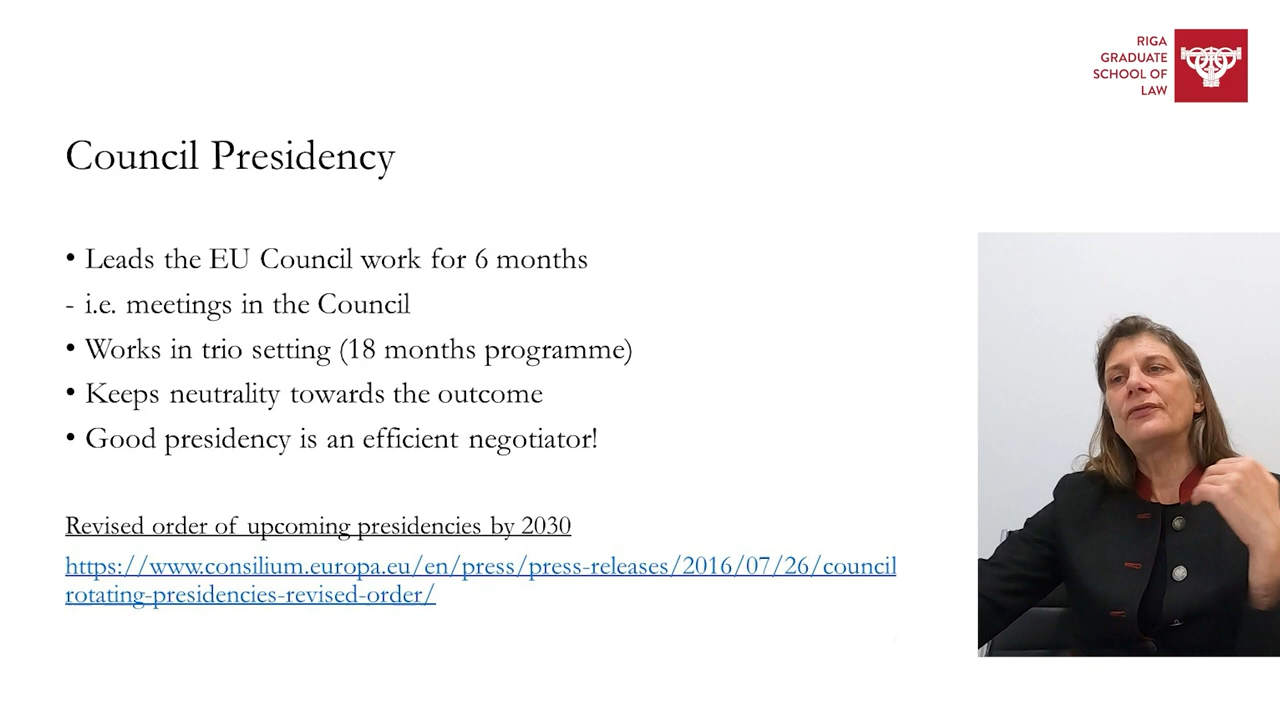 RIGA
GRADUATE
SCHOOL OF
LAW
Council Presidency
• Leads the EU Council work for 6 months
- i.e. meetings in the Council
• Works in trio setting (18 months programme)
• Keeps neutrality towards the outcome
• Good presidency is an efficient negotiator!
Revised order of upcoming presidencies by 2030
https://www.consilium.europa.eu/en/press/press-releases/2016/07/26/council
rotating-presidencies-revised-order/